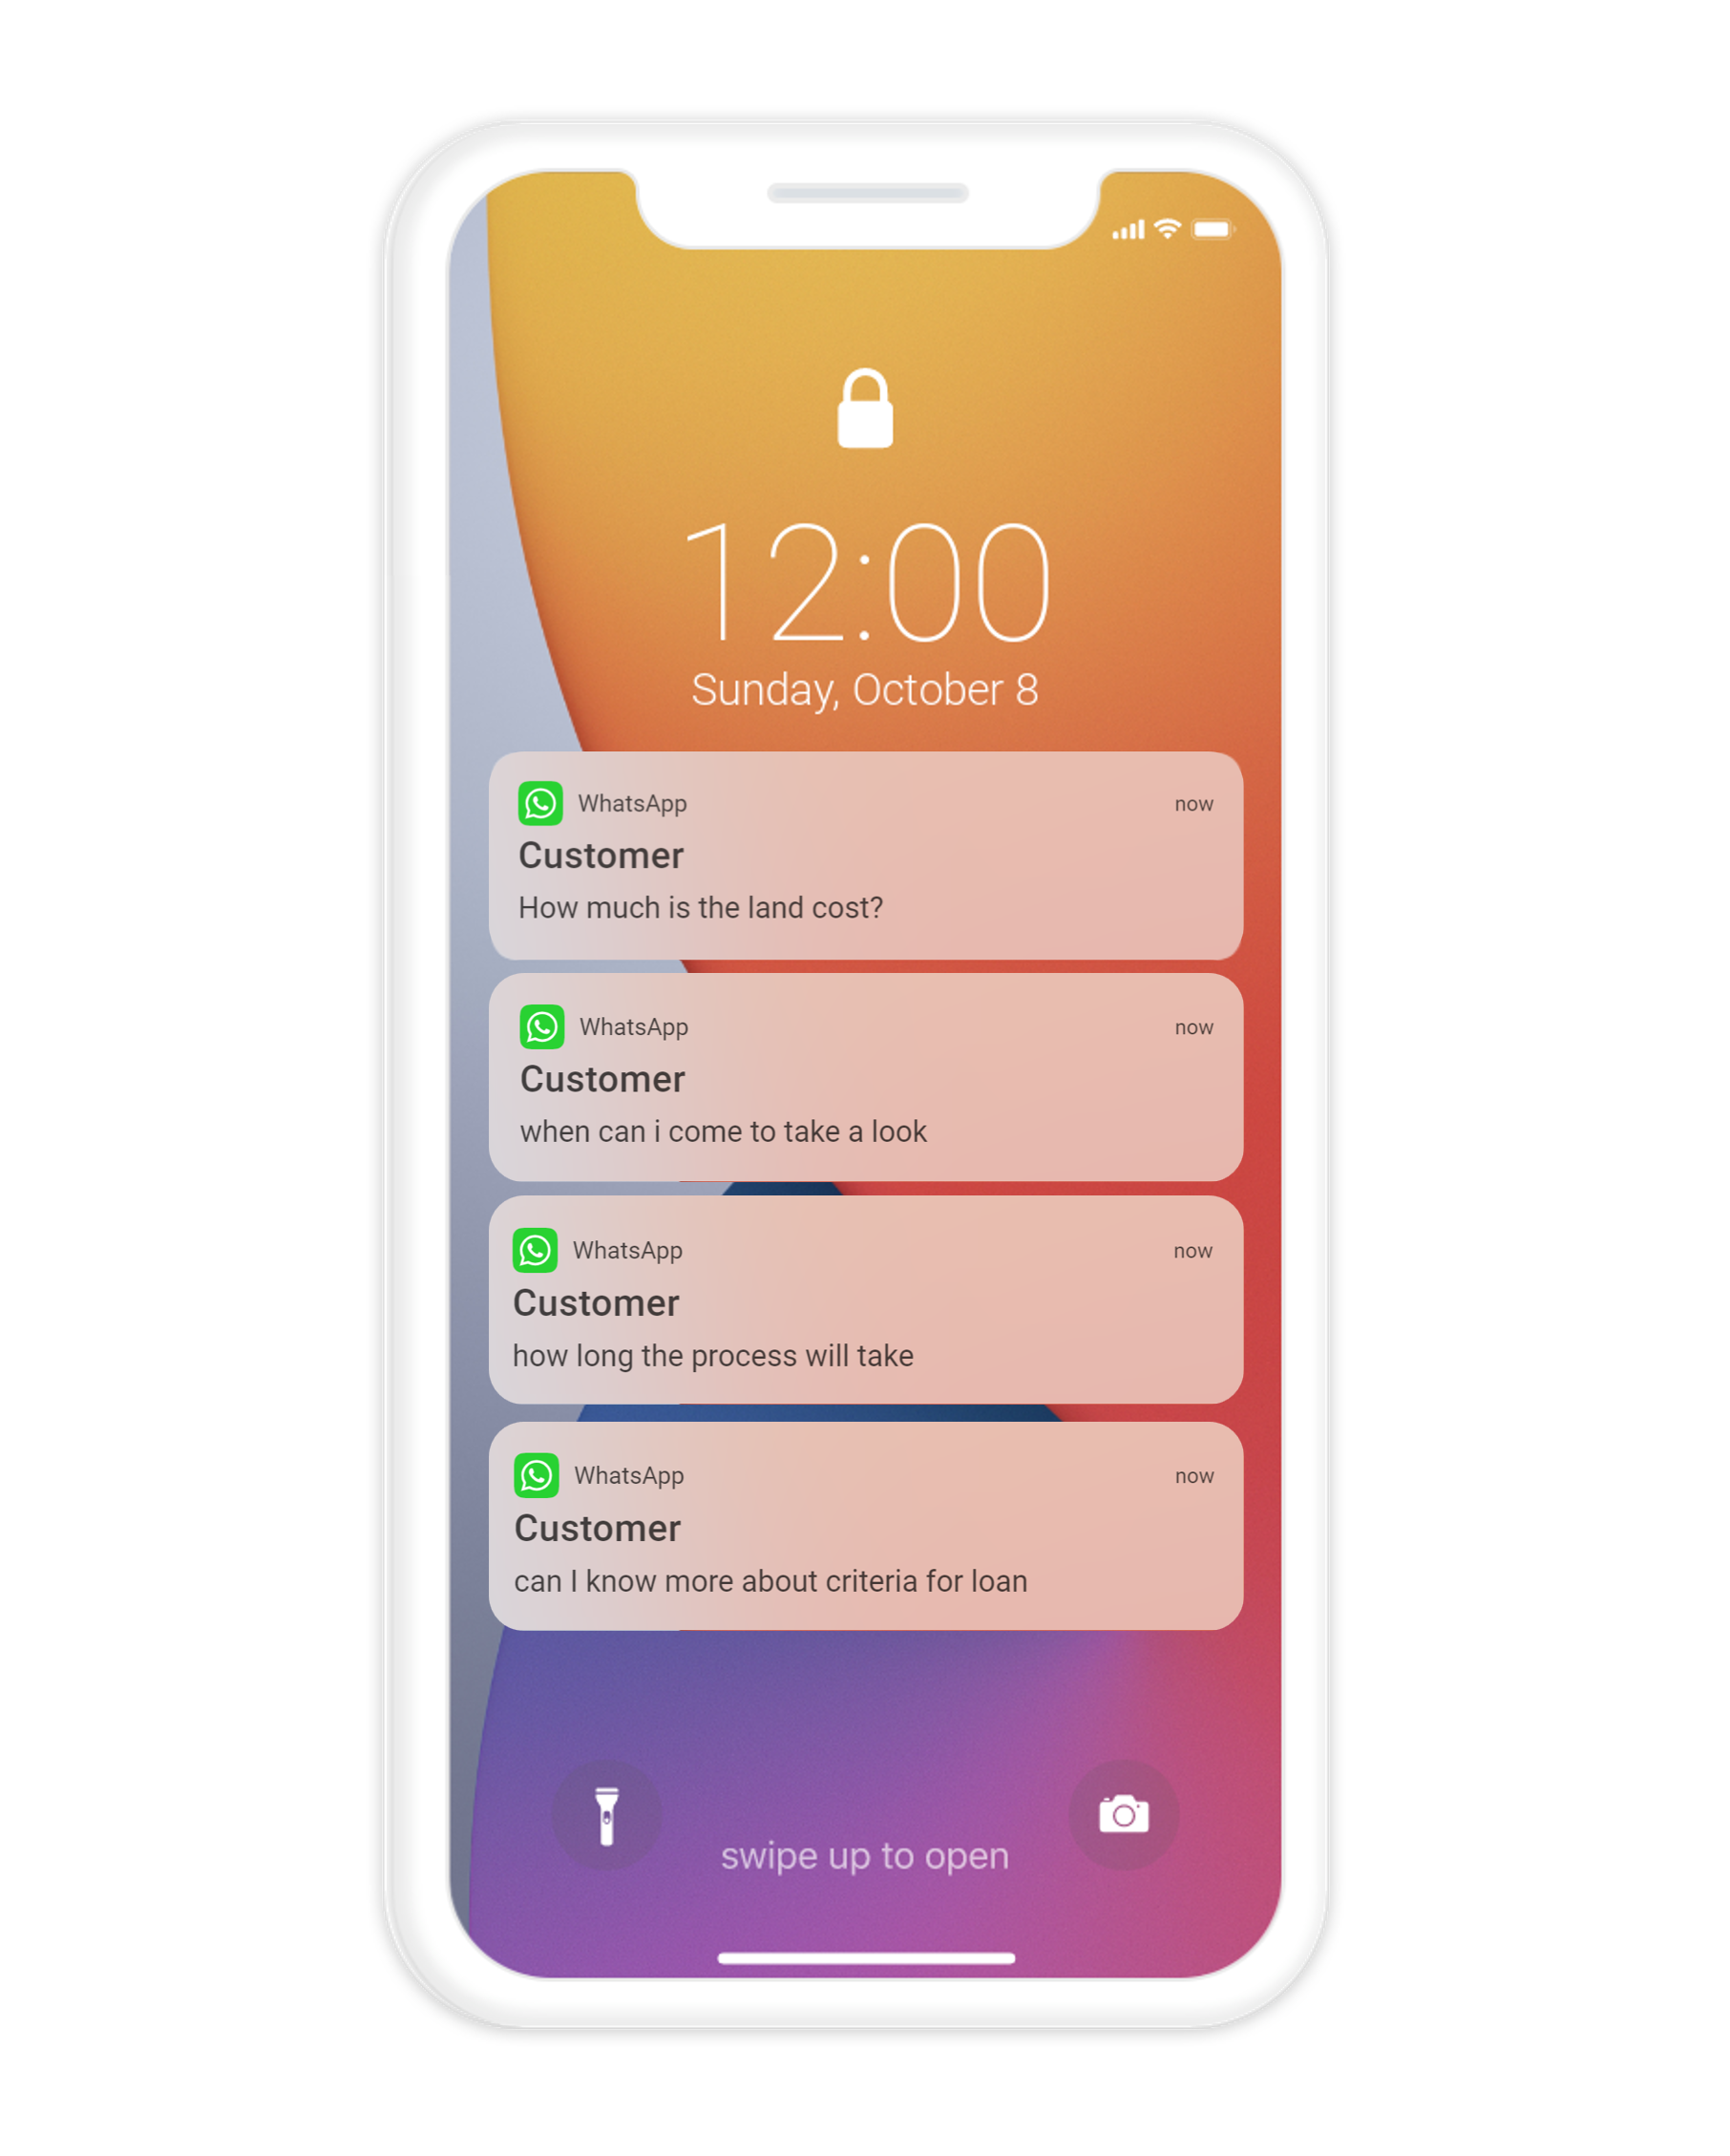 12:00
Sunday, October 8
WhatsApp now
Customer
How much is the land cost?
WhatsApp now
Customer
when can i come to take a look
WhatsApp now
Customer
how long the process will take
WhatsApp now
Customer
can I know more about criteria for loan
swipe up to open